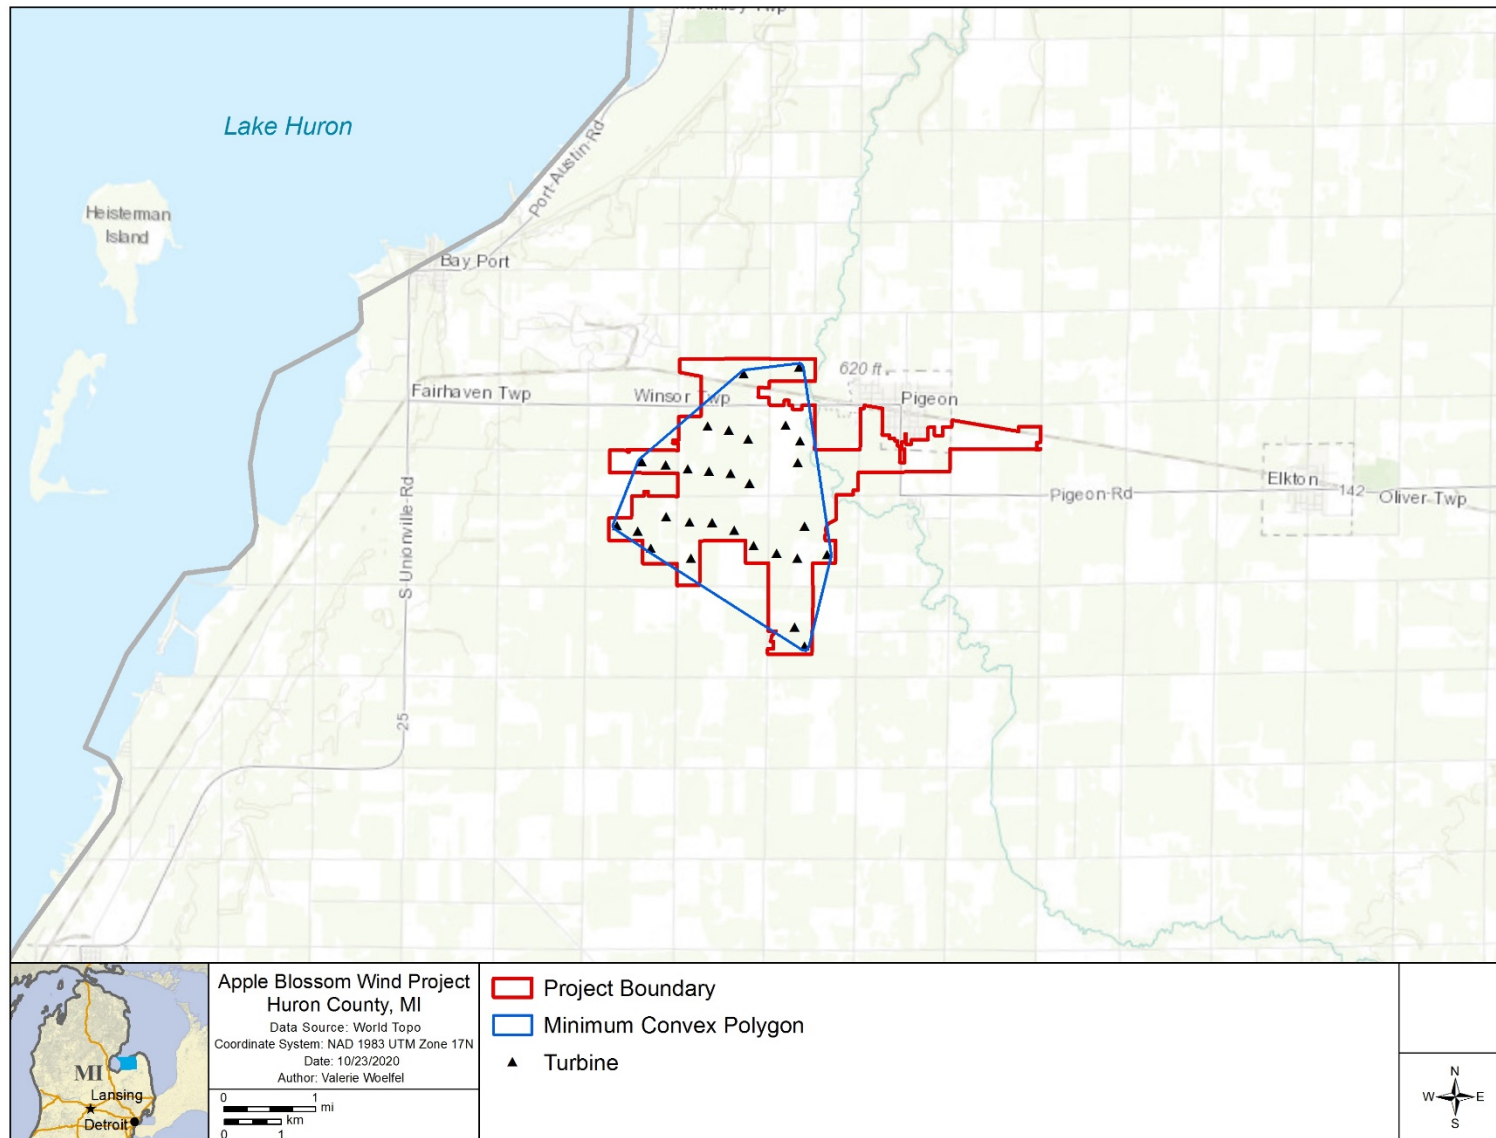 Lake Huron
Heisterman
Island
Port-Austin-Rd
Bay Port
620 ft
Fairhaven Twp
Winsor Twp
Pigeon
Elkton
Pigeon-Rd
142
Oliver Twp
S-Unionville-Rd
25
MI
Lansing
Detroit
Apple Blossom Wind Project
Huron County, MI
Data Source: World Topo
Coordinate System: NAD 1983 UTM Zone 17N
Date: 10/23/2020
Author: Valerie Woelfel
0 1
mi
km
0 1
Project Boundary
Minimum Convex Polygon
Turbine
N
W E
S